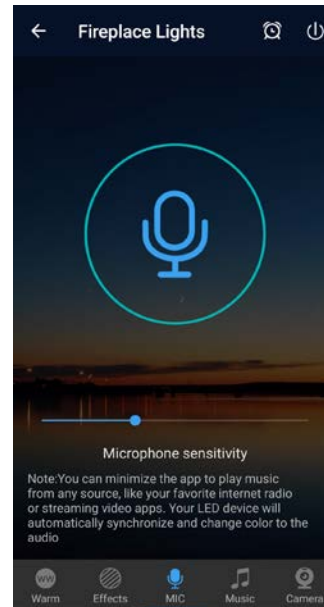 Fireplace Lights
Microphone sensitivity
Note:You can minimize the app to play music
from any source, like your favorite internet radio
or streaming video apps. Your LED device will
automatically synchronize and change color to the
audio
WW
Warm Effects MIC Music Camera